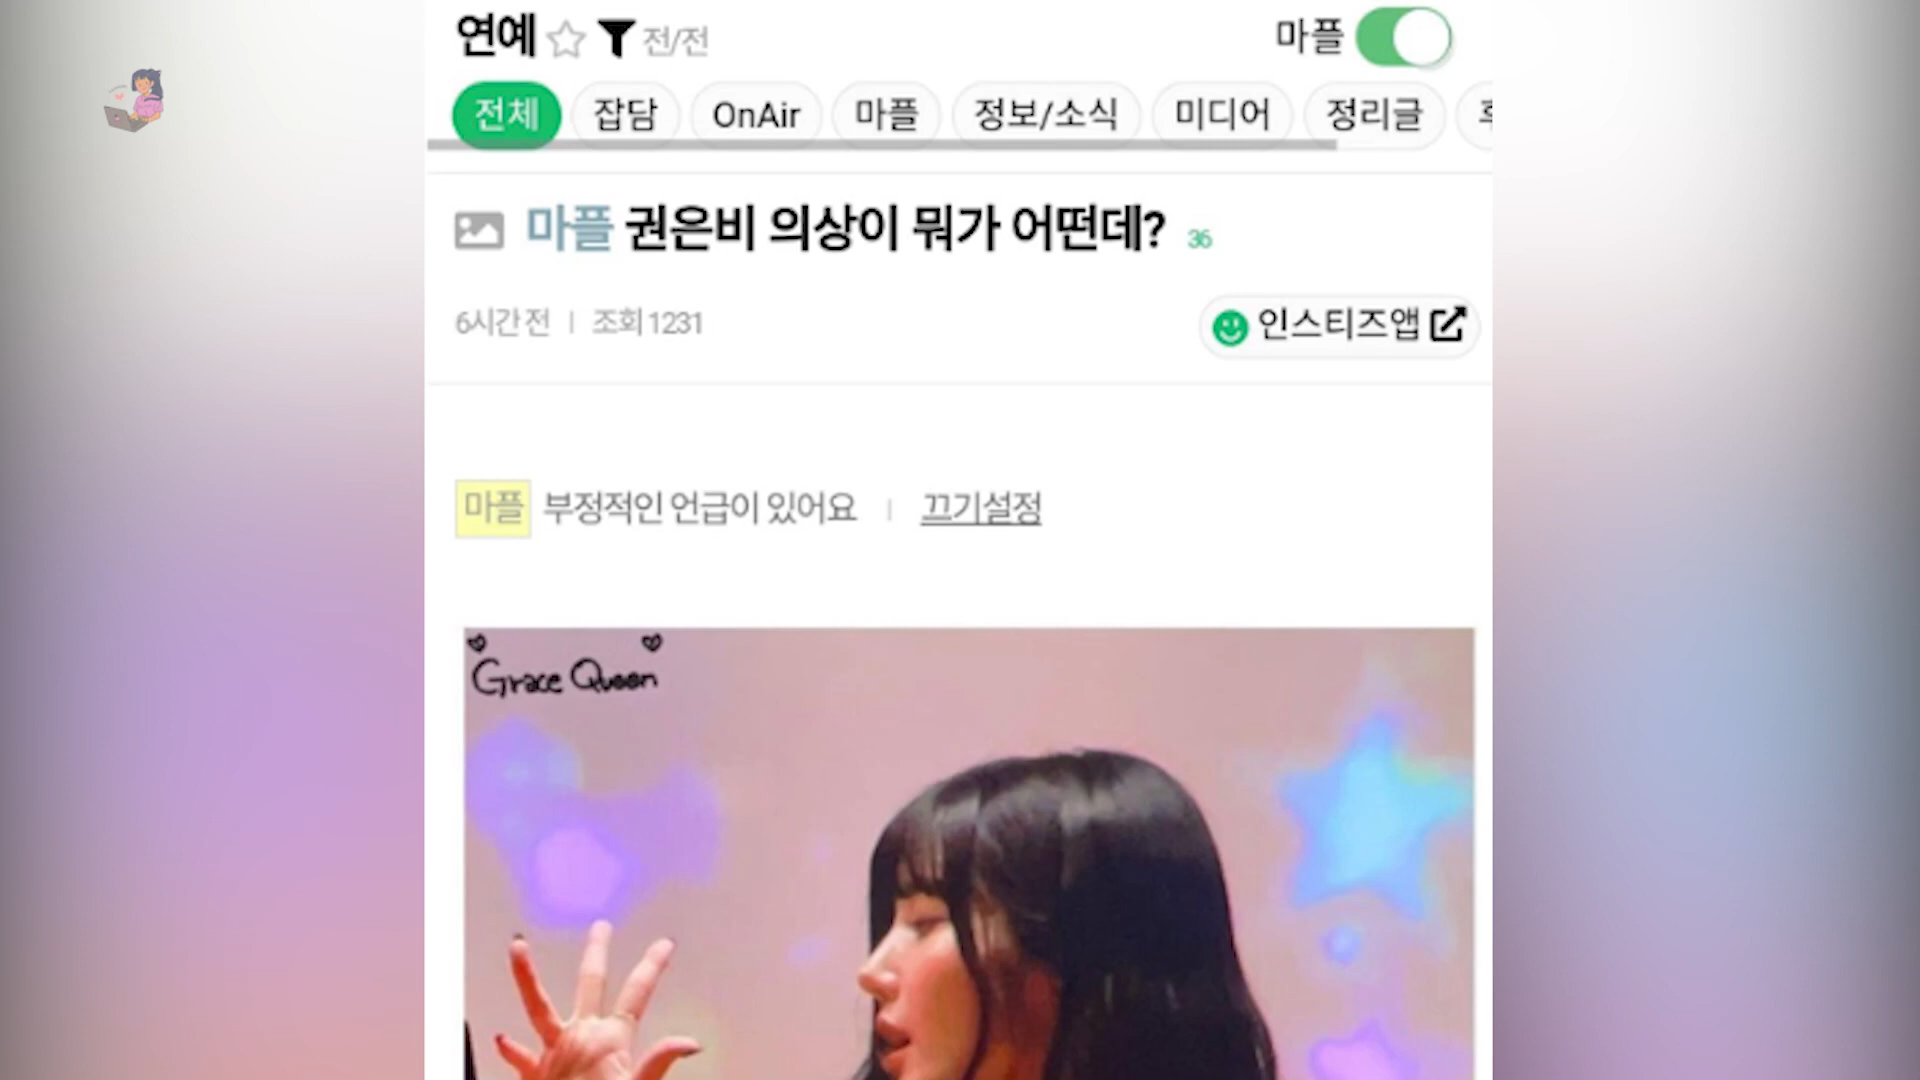 연예 전/전 마플
전체 잡담 OnAir 마플 정보/소식 미디어 정리글
마플 권은비 의상이 뭐가 어떤데? 36
6시간 전 | 조회 1231 인스티즈앱
마플 부정적인 언급이 있어요 | 끄기설정
Grace Queen